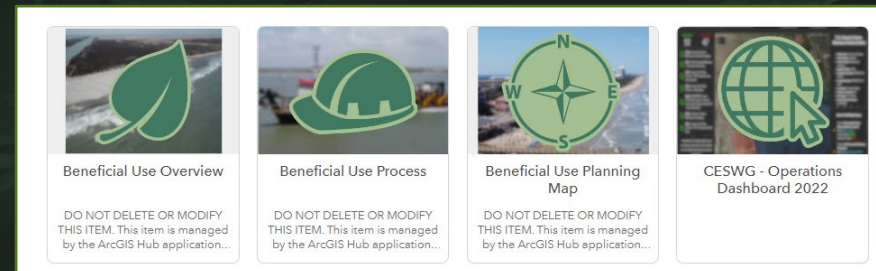 N
W E
S
Beneficial Use Overview
DO NOT DELETE OR MODIFY
THIS ITEM. This item is managed
by the ArcGIS Hub application...
Beneficial Use Process
DO NOT DELETE OR MODIFY
THIS ITEM. This item is managed
by the ArcGIS Hub application...
Beneficial Use Planning
Map
DO NOT DELETE OR MODIFY
THIS ITEM. This item is managed
by the ArcGIS Hub application...
CESWG - Operations
Dashboard 2022